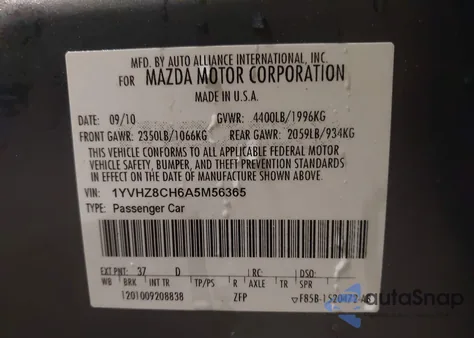 MFD. BY AUTO ALLIANCE INTERNATIONAL, INC.
FOR MAZDA MOTOR CORPORATION
MADE IN U.S.A.
DATE: 09/10 GVWR: 4400LB/1996KG
FRONT GAWR: 2350LB/1066KG REAR GAWR: 2059LB/934KG
THIS VEHICLE CONFORMS TO ALL APPLICABLE FEDERAL MOTOR
VEHICLE SAFETY, BUMPER, AND THEFT PREVENTION STANDARDS
IN EFFECT ON THE DATE OF MANUFACTURE SHOWN ABOVE.
VIN: 1YVHZ8CH6A5M56365
TYPE: Passenger Car
EXT PNT: 37 D RC: DSO:
WB BRK INT TR TP/PS R AXLE TR SPR
1201009208838 ZFP F85B-1520472-AB
autoSnap